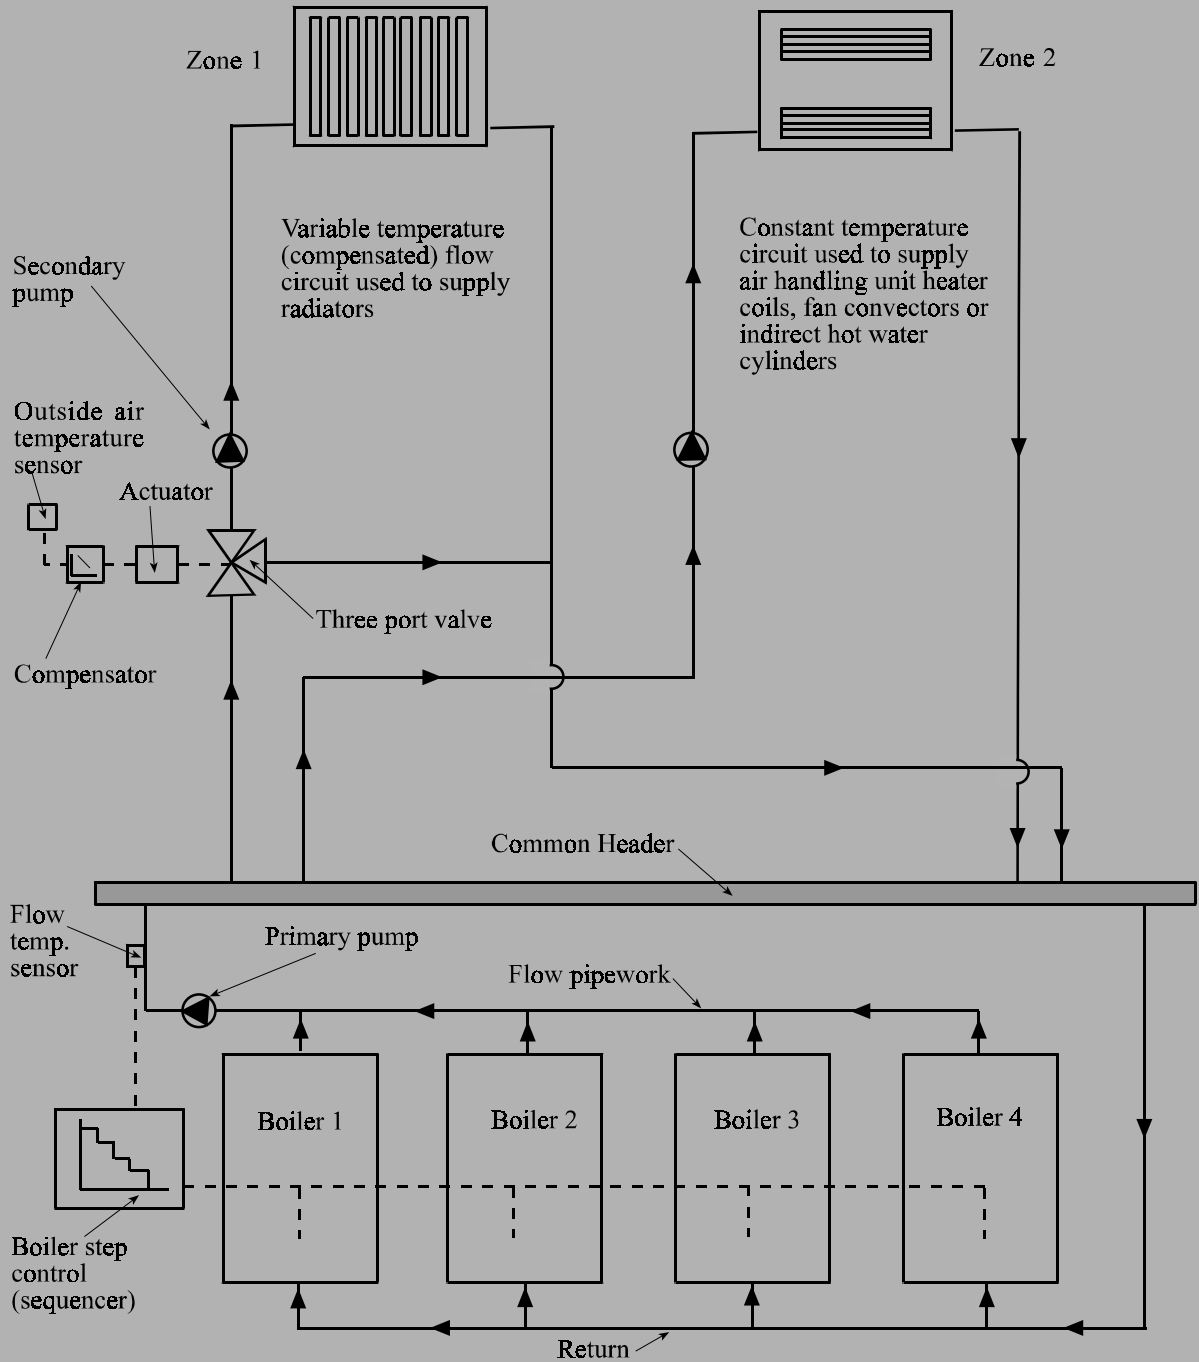 Zone 1
Zone 2
Variable temperature
(compensated) flow
circuit used to supply
radiators
Constant temperature
circuit used to supply
air handling unit heater
coils, fan convectors or
indirect hot water
cylinders
Secondary
pump
Outside air
temperature
sensor
Actuator
Three port valve
Compensator
Common Header
Flow
temp.
sensor
Primary pump
Flow pipework
Boiler 1
Boiler 2
Boiler 3
Boiler 4
Boiler step
control
(sequencer)
Return